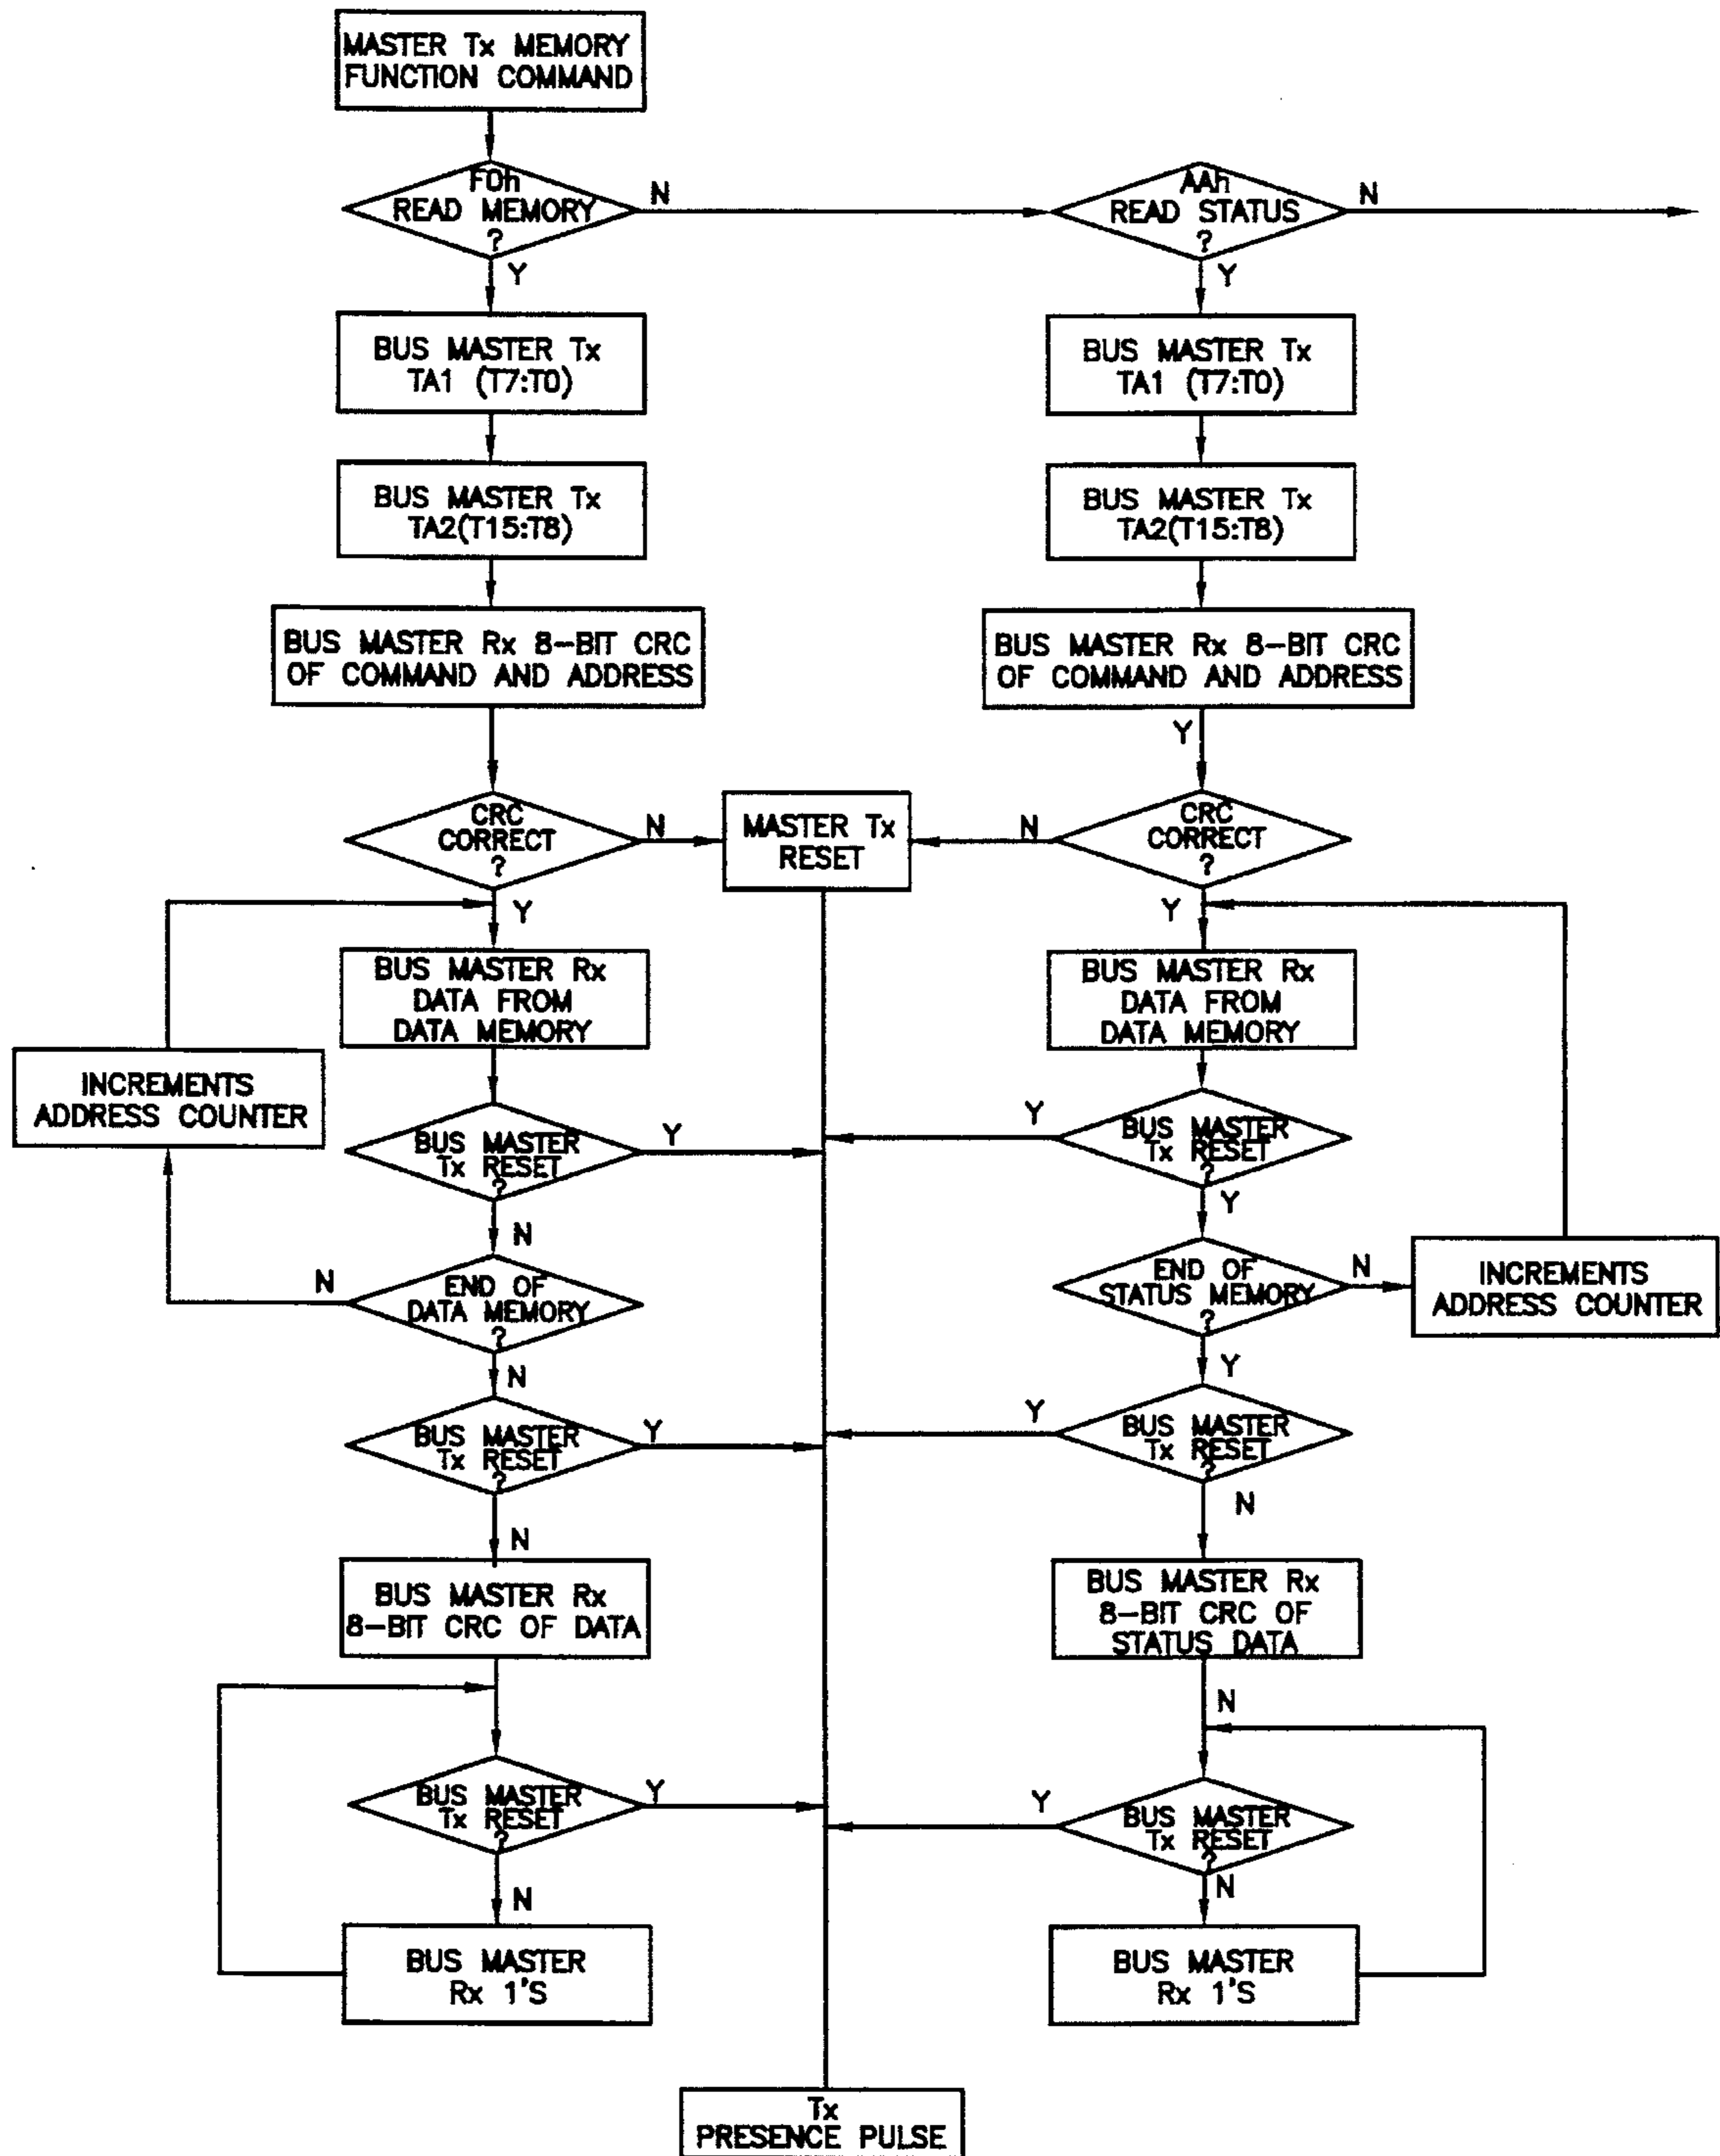 MASTER Tx MEMORY
FUNCTION COMMAND
F0h
READ MEMORY
?
N
Y
AAh
READ STATUS
?
N
Y
BUS MASTER Tx
TA1 (T7:T0)
BUS MASTER Tx
TA1 (T7:T0)
BUS MASTER Tx
TA2(T15:T8)
BUS MASTER Tx
TA2(T15:T8)
BUS MASTER Rx 8-BIT CRC
OF COMMAND AND ADDRESS
BUS MASTER Rx 8-BIT CRC
OF COMMAND AND ADDRESS
Y
CRC
CORRECT
?
N
Y
MASTER Tx
RESET
N
CRC
CORRECT
?
Y
BUS MASTER Rx
DATA FROM
DATA MEMORY
BUS MASTER Rx
DATA FROM
DATA MEMORY
INCREMENTS
ADDRESS COUNTER
BUS MASTER
Tx RESET
?
Y
N
Y
BUS MASTER
Tx RESET
?
Y
N
END OF
DATA MEMORY
?
N
END OF
STATUS MEMORY
?
N
Y
INCREMENTS
ADDRESS COUNTER
BUS MASTER
Tx RESET
?
Y
N
Y
BUS MASTER
Tx RESET
?
N
BUS MASTER Rx
8-BIT CRC OF DATA
BUS MASTER Rx
8-BIT CRC OF
STATUS DATA
N
BUS MASTER
Tx RESET
?
Y
N
Y
BUS MASTER
Tx RESET
?
N
BUS MASTER
Rx 1'S
BUS MASTER
Rx 1'S
Tx
PRESENCE PULSE